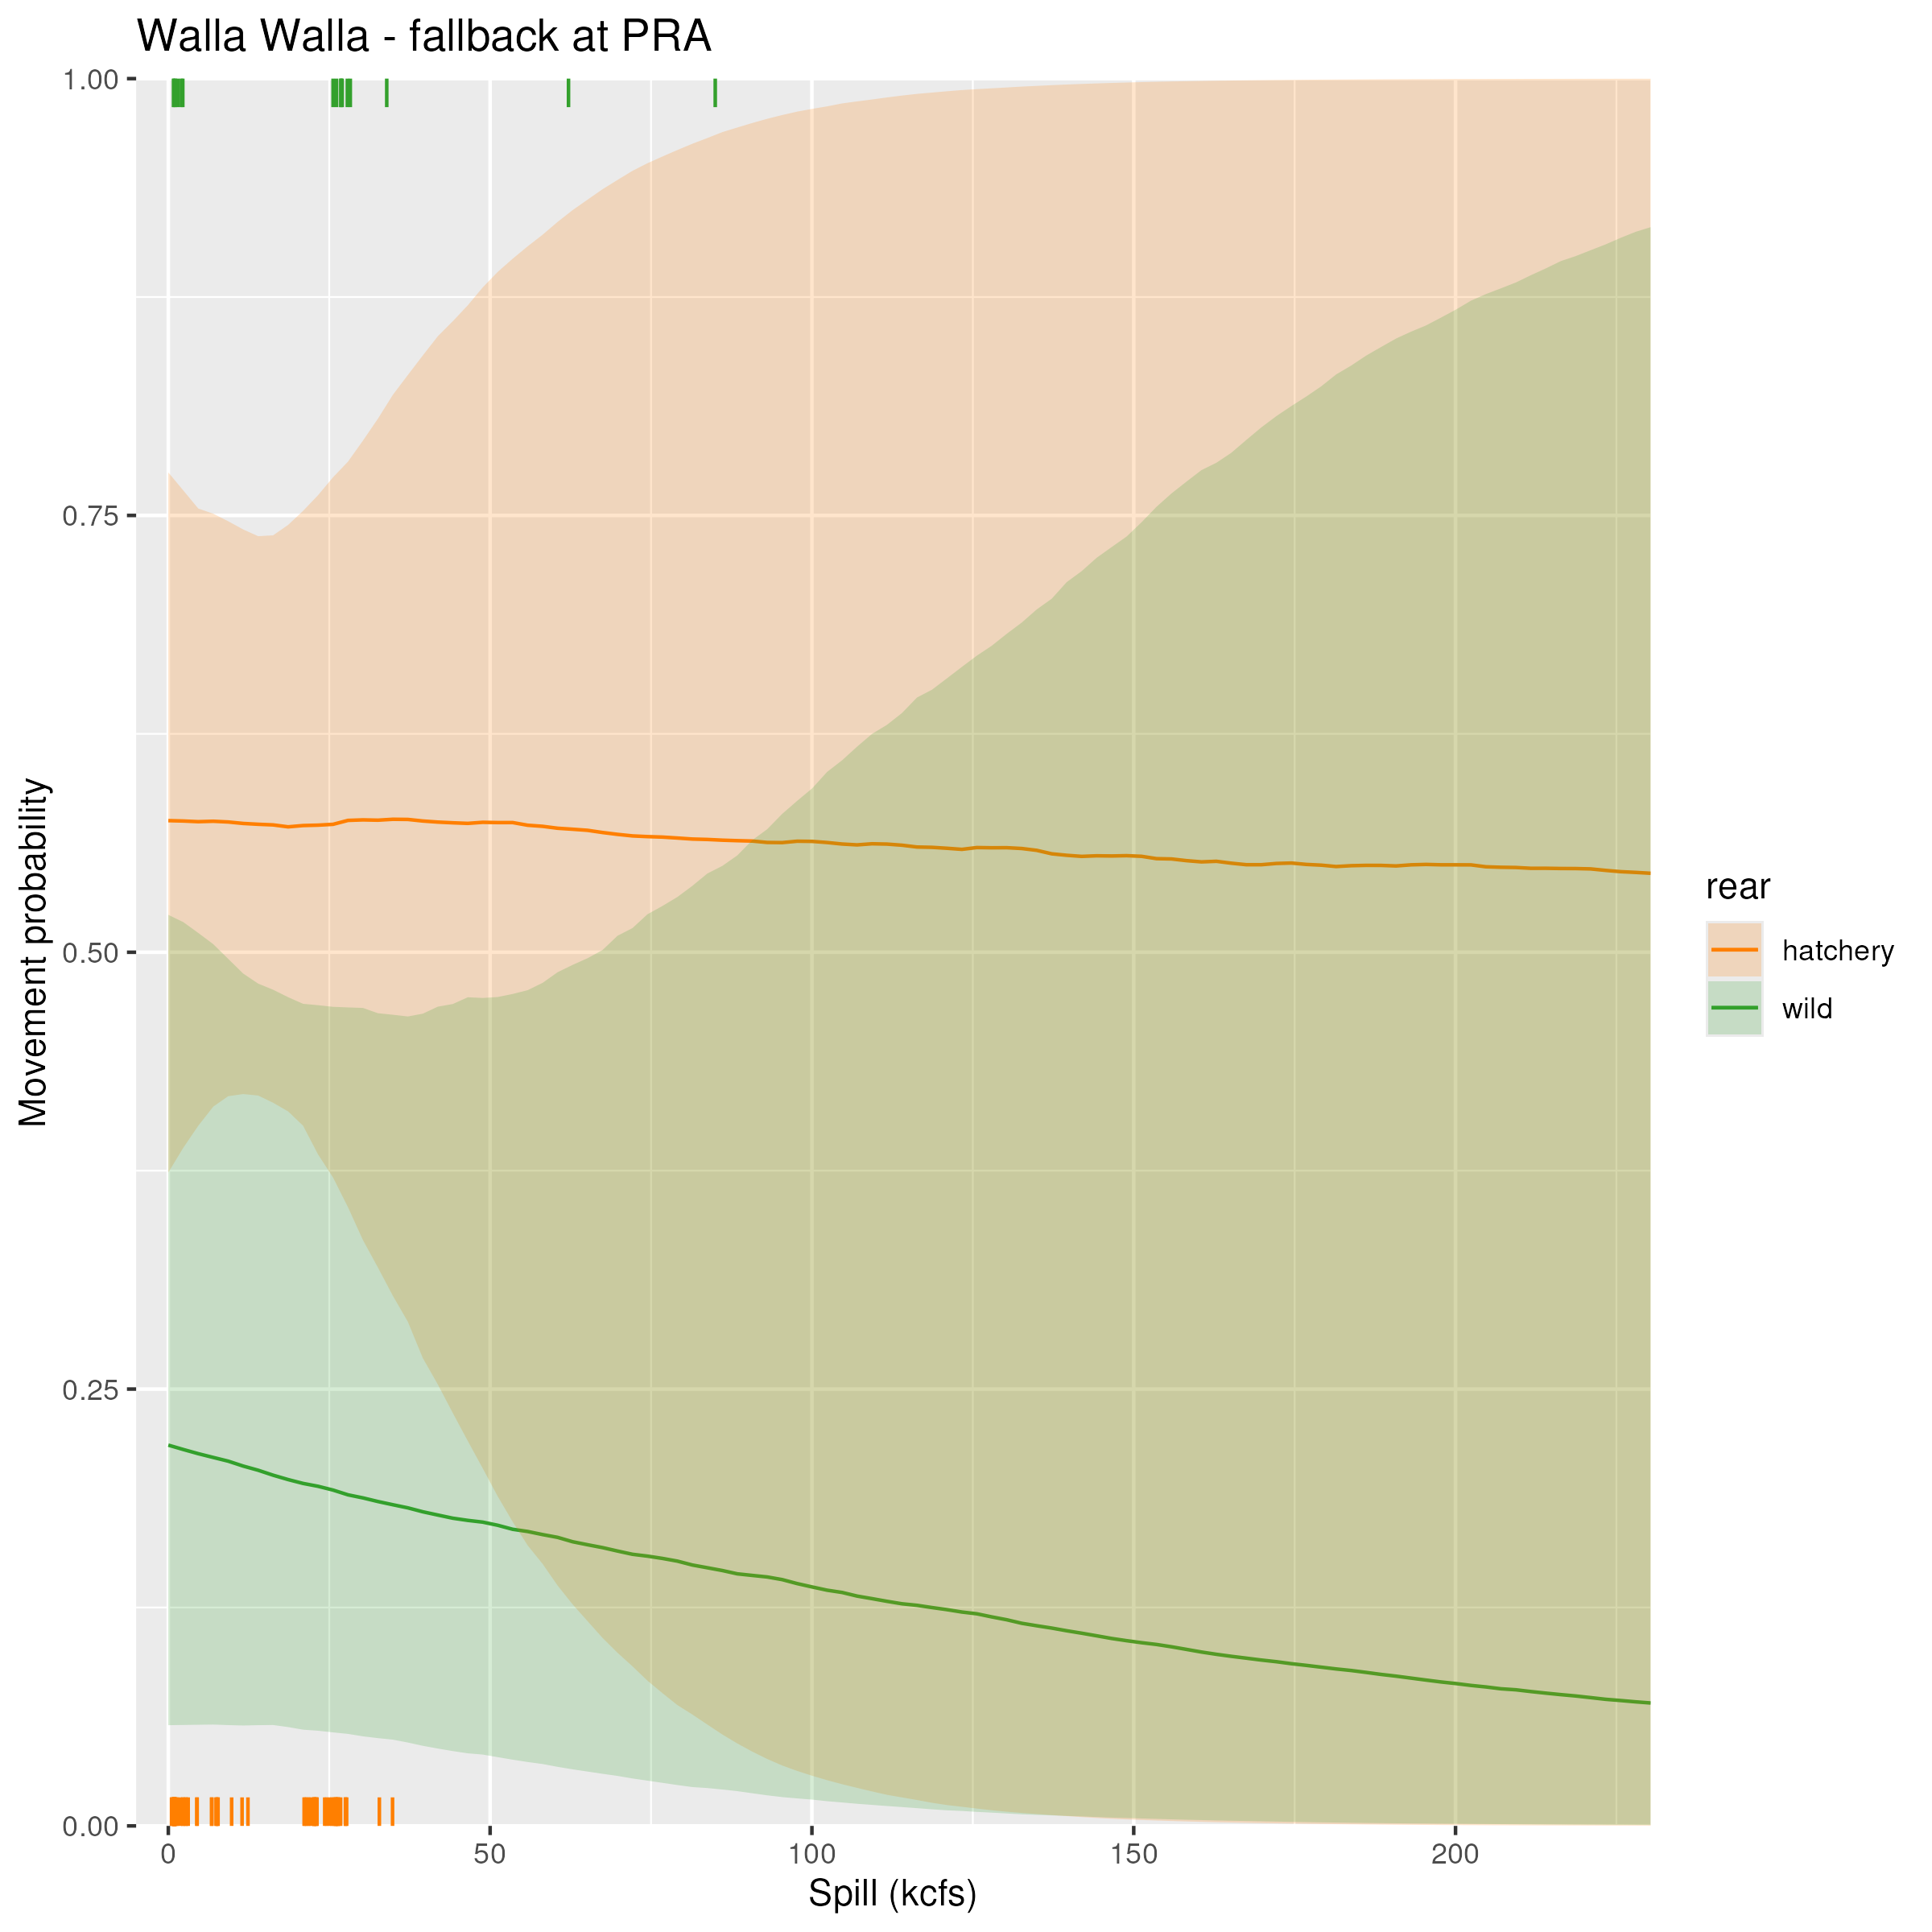 Walla Walla - fallback at PRA
1.00
0.75
0.50
0.25
0.00
Movement probability
0
50
100
150
200
Spill (kcfs)
rear
hatchery
wild